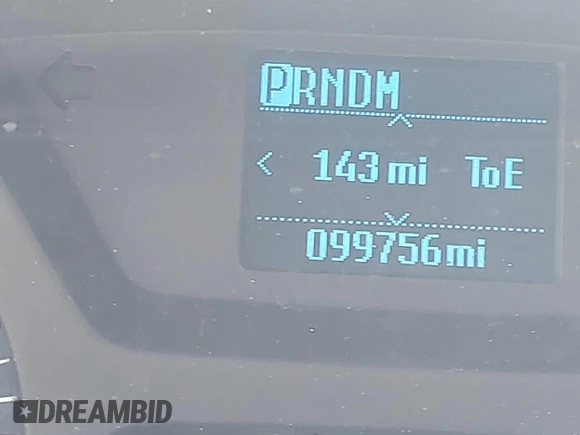 PRNDM
< 143 mi ToE
099756mi
DREAMBID